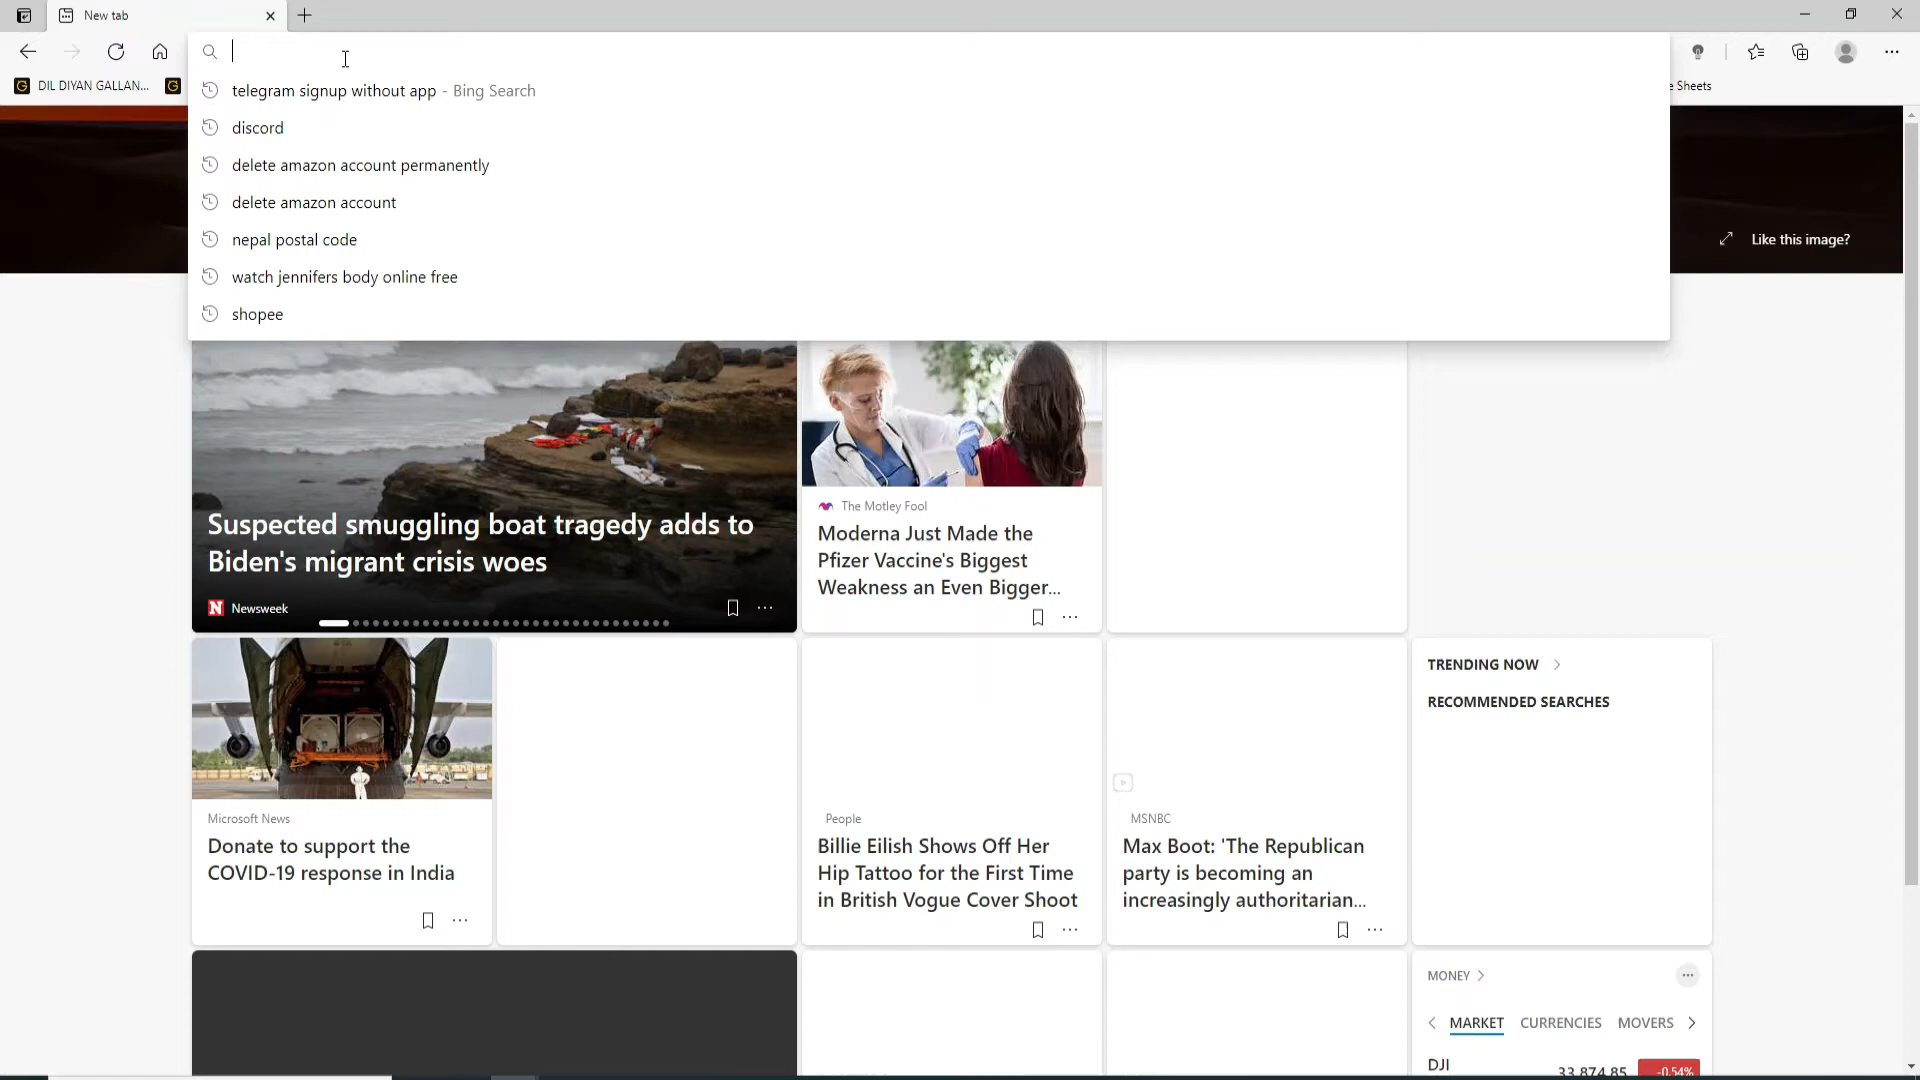 New tab
telegram signup without app - Bing Search
DIL DIYAN GALLAN...
e Sheets
discord
delete amazon account permanently
delete amazon account
nepal postal code
Like this image?
watch jennifers body online free
shopee
Suspected smuggling boat tragedy adds to
Biden's migrant crisis woes
Newsweek
The Motley Fool
Moderna Just Made the
Pfizer Vaccine's Biggest
Weakness an Even Bigger...
Microsoft News
Donate to support the
COVID-19 response in India
People
Billie Eilish Shows Off Her
Hip Tattoo for the First Time
in British Vogue Cover Shoot
MSNBC
Max Boot: 'The Republican
party is becoming an
increasingly authoritarian...
TRENDING NOW
RECOMMENDED SEARCHES
MONEY
MARKET CURRENCIES MOVERS
DJI 33,874.85 -0.54%